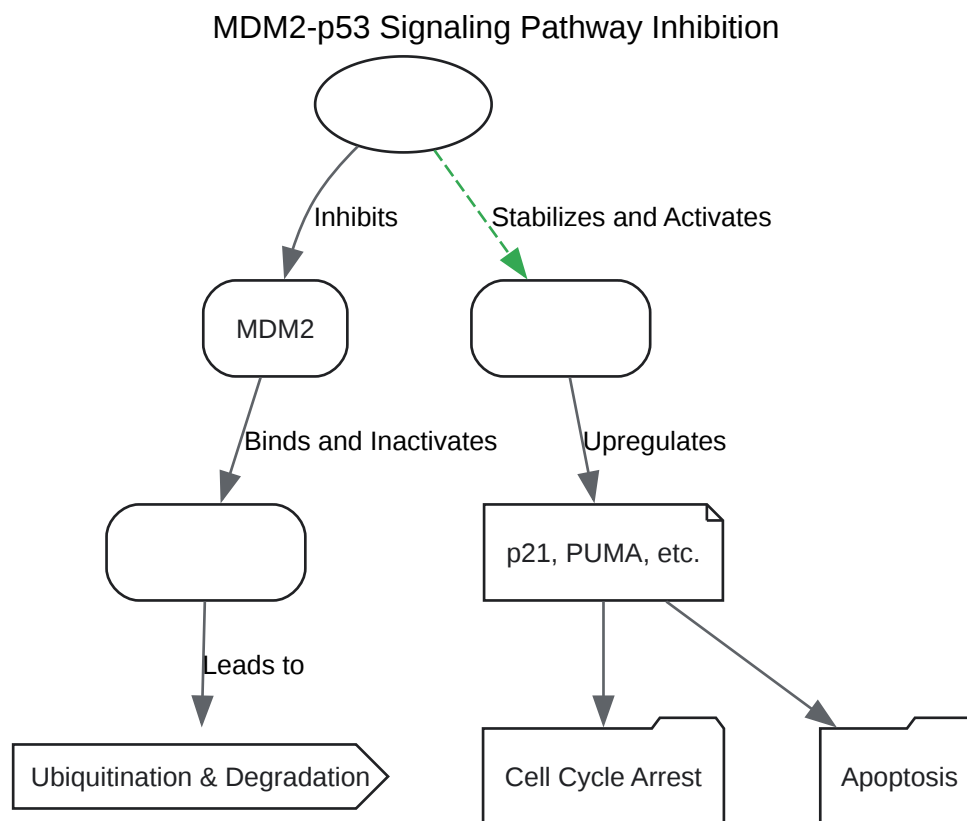 MDM2-p53 Signaling Pathway Inhibition
Inhibits
Stabilizes and Activates
MDM2
Binds and Inactivates
Upregulates
p21, PUMA, etc.
Leads to
Ubiquitination & Degradation
Cell Cycle Arrest
Apoptosis